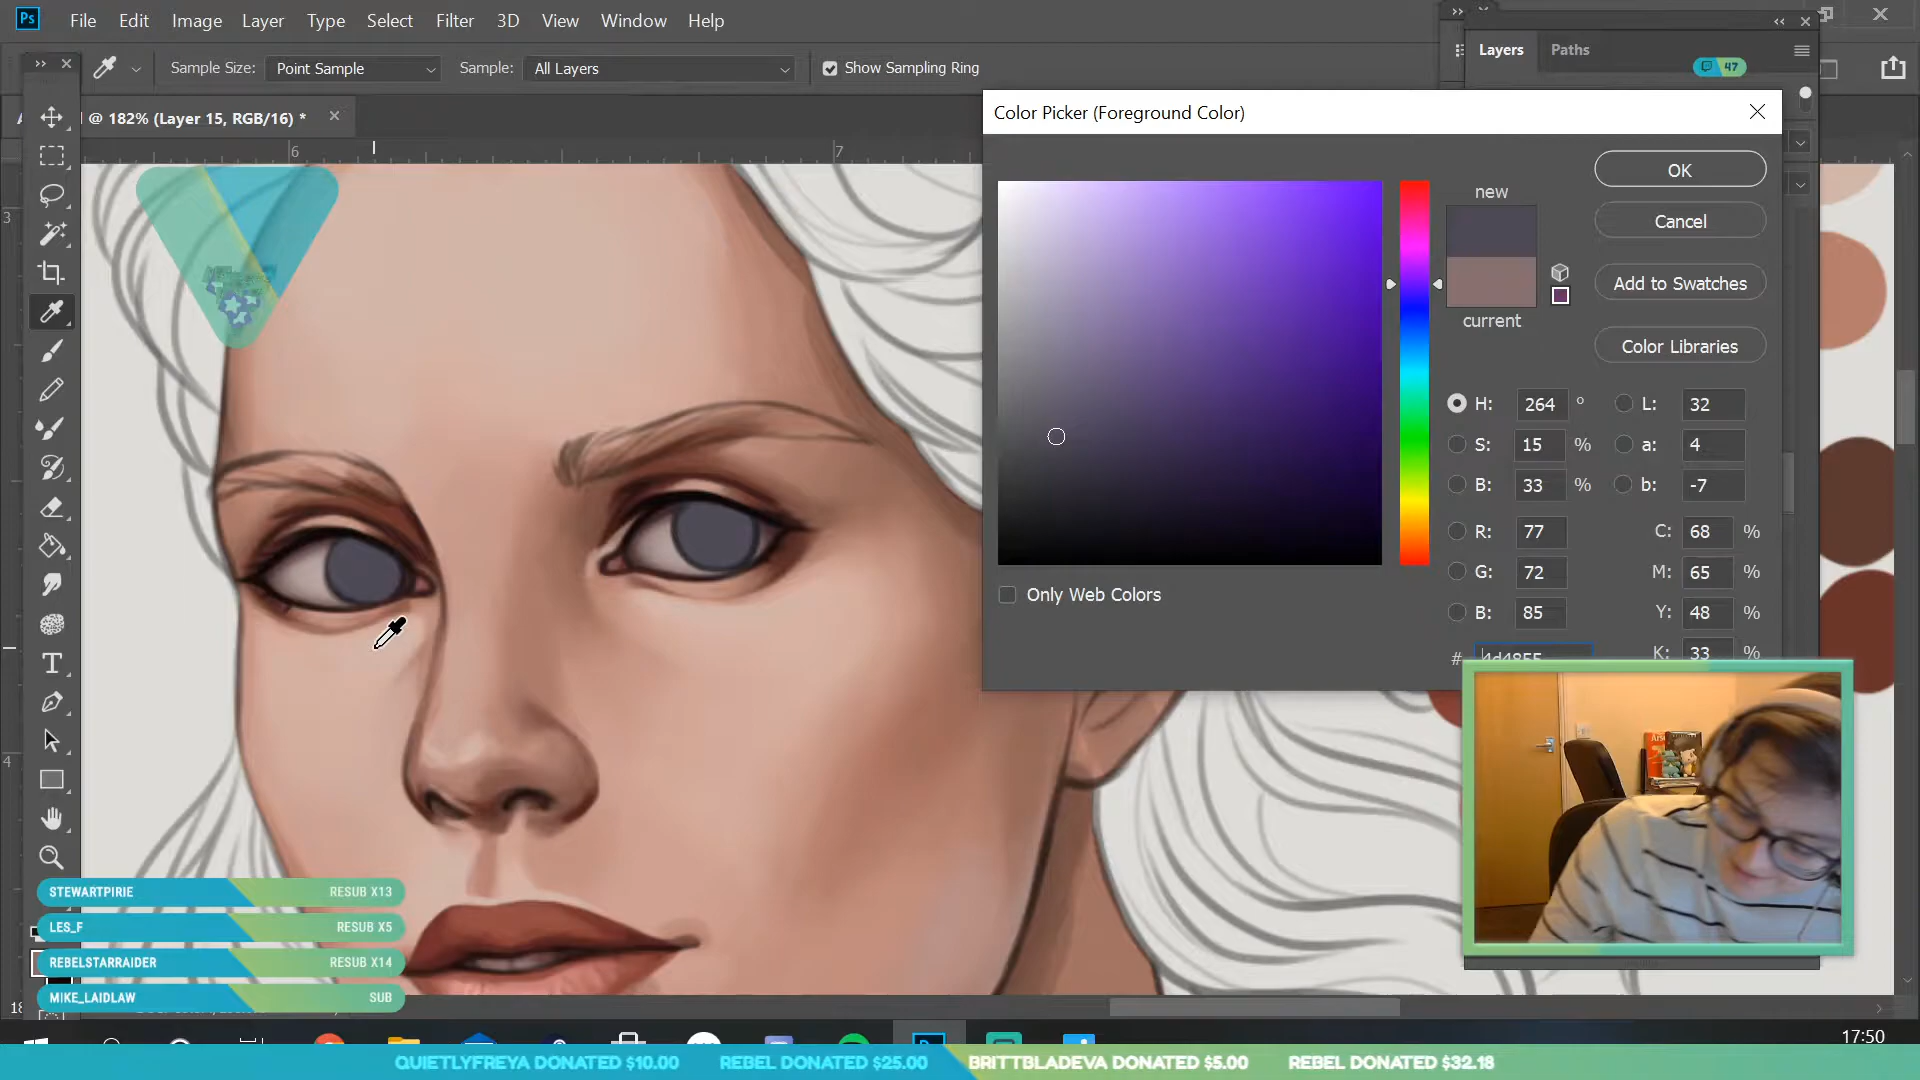 Ps File Edit Image Layer Type Select Filter 3D View Window Help
Sample Size: Point Sample Sample: All Layers Show Sampling Ring
Layers Paths
47
@ 182% (Layer 15, RGB/16) *
6 7
3
4
Color Picker (Foreground Color)
OK
new
Cancel
Add to Swatches
current
Color Libraries
H: 264 ° L: 32
S: 15 % a: 4
B: 33 % b: -7
R: 77 C: 68 %
G: 72 M: 65 %
B: 85 Y: 48 %
# 4d4855 K: 33 %
Only Web Colors
STEWARTPIRIE RESUB X13
LES_F RESUB X5
REBELSTARRAIDER RESUB X14
MIKE_LAIDLAW SUB
18
17:50
QUIETLYFREYA DONATED $10.00 REBEL DONATED $25.00 BRITTBLADEVA DONATED $5.00 REBEL DONATED $32.18